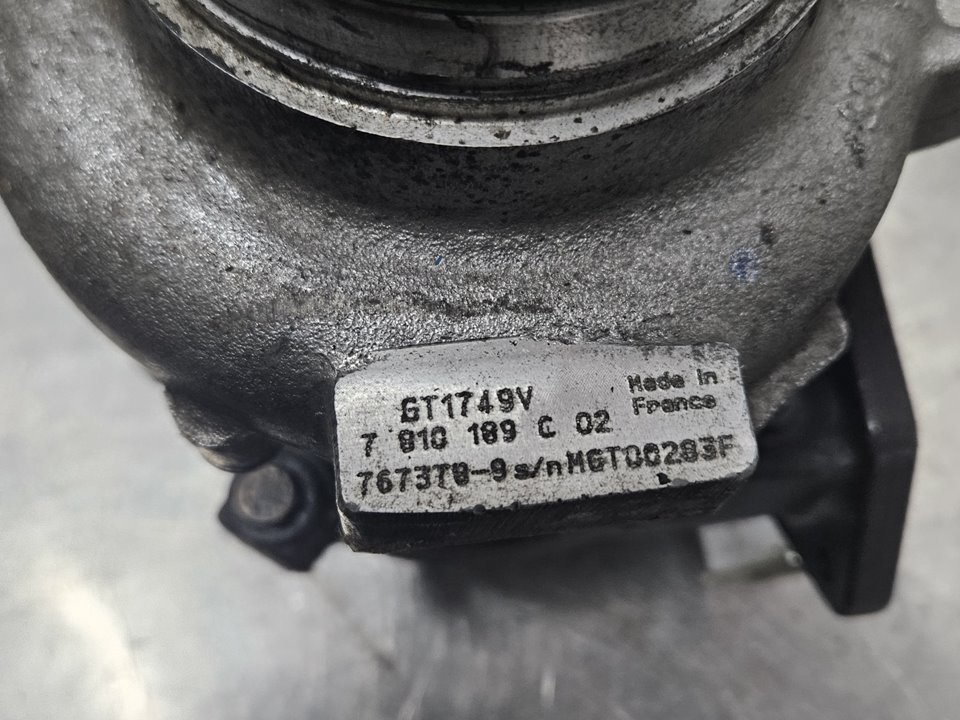 GT1749V
Made in
France
7 810 189 C 02
767378-9 s/n MGT00283F